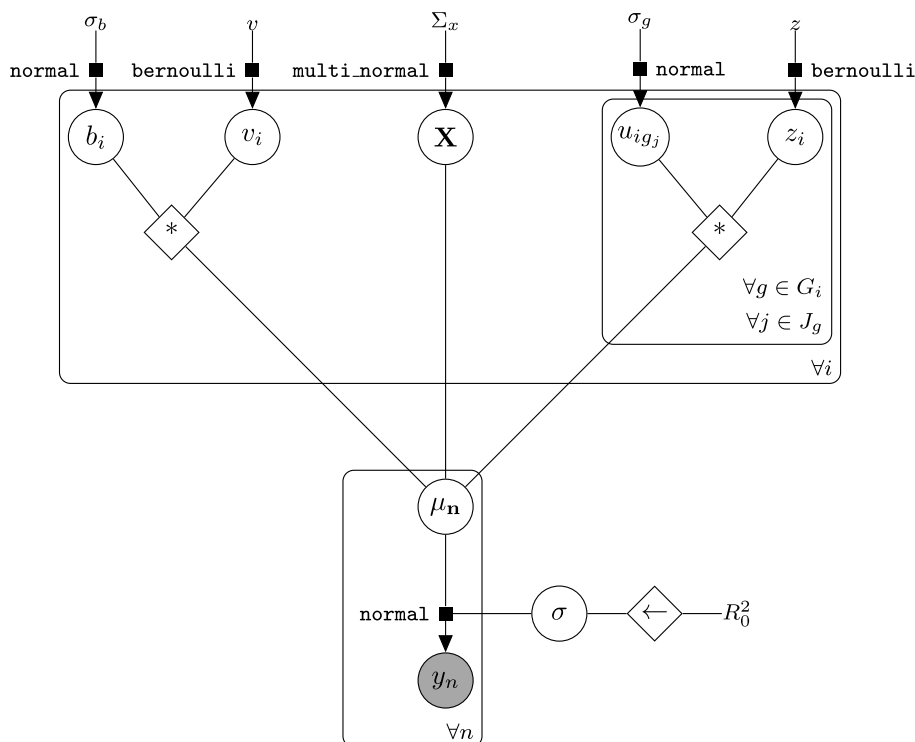 σ_b v Σ_x σ_g z
normal bernoulli multi_normal normal bernoulli
b_i v_i X u_{ig_j} z_i
* *
∀g ∈ G_i
∀j ∈ J_g
∀i
μ_n
normal σ ← R_0^2
y_n
∀n